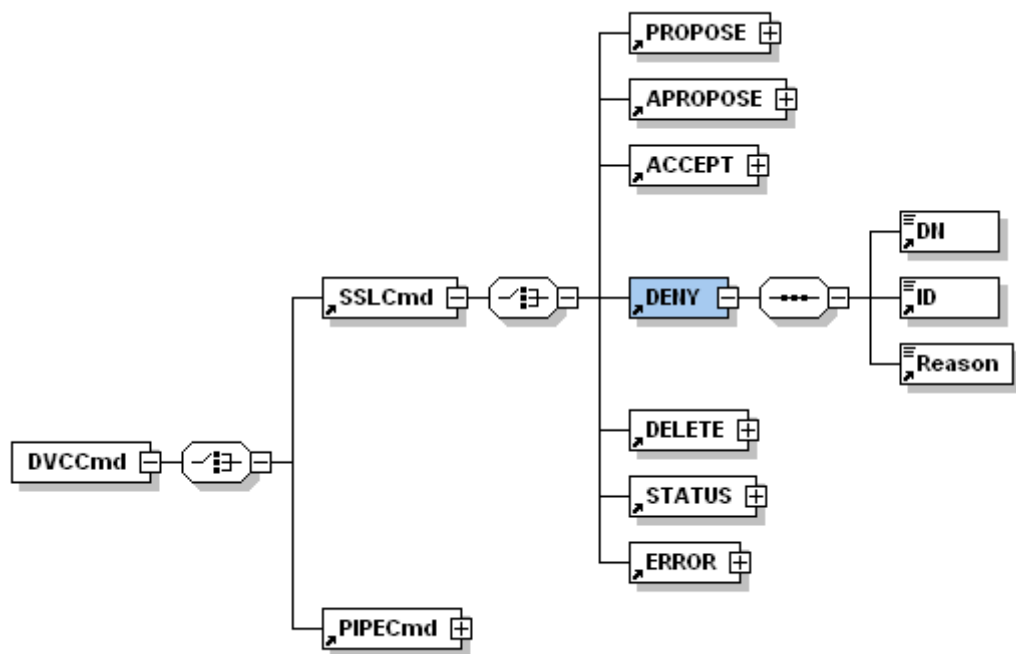 PROPOSE
APROPOSE
ACCEPT
DN
SSLCmd
DENY
ID
Reason
DELETE
DVCCmd
STATUS
ERROR
PIPECmd